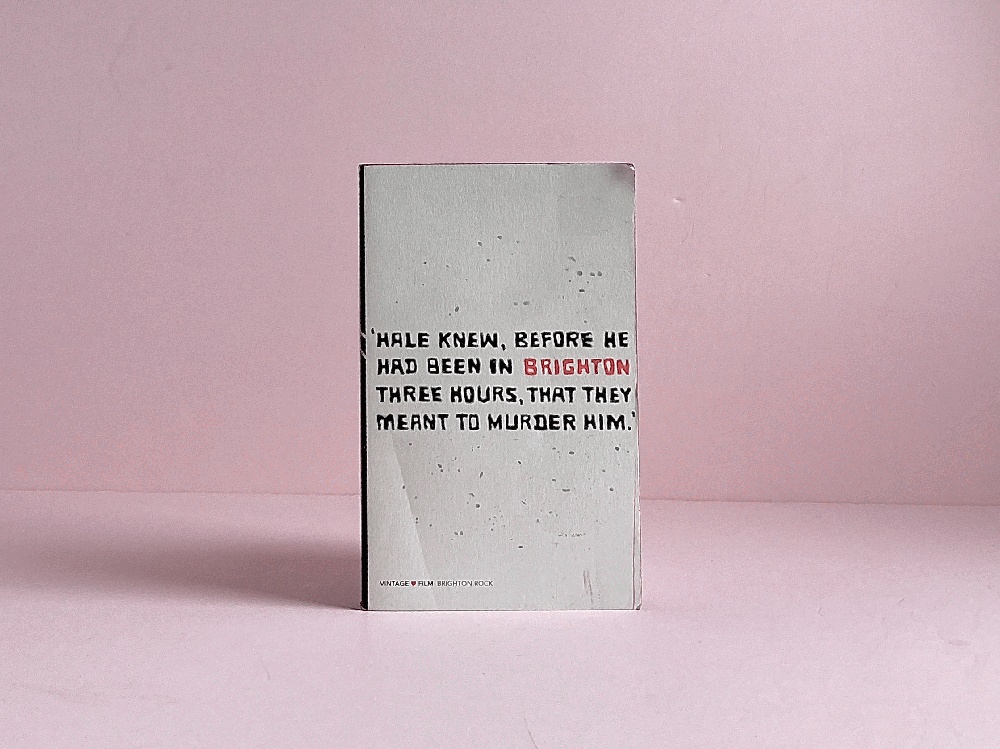 'HALE KNEW, BEFORE HE
HAD BEEN IN BRIGHTON
THREE HOURS, THAT THEY
MEANT TO MURDER HIM.'
VINTAGE ♥ FILM BRIGHTON ROCK